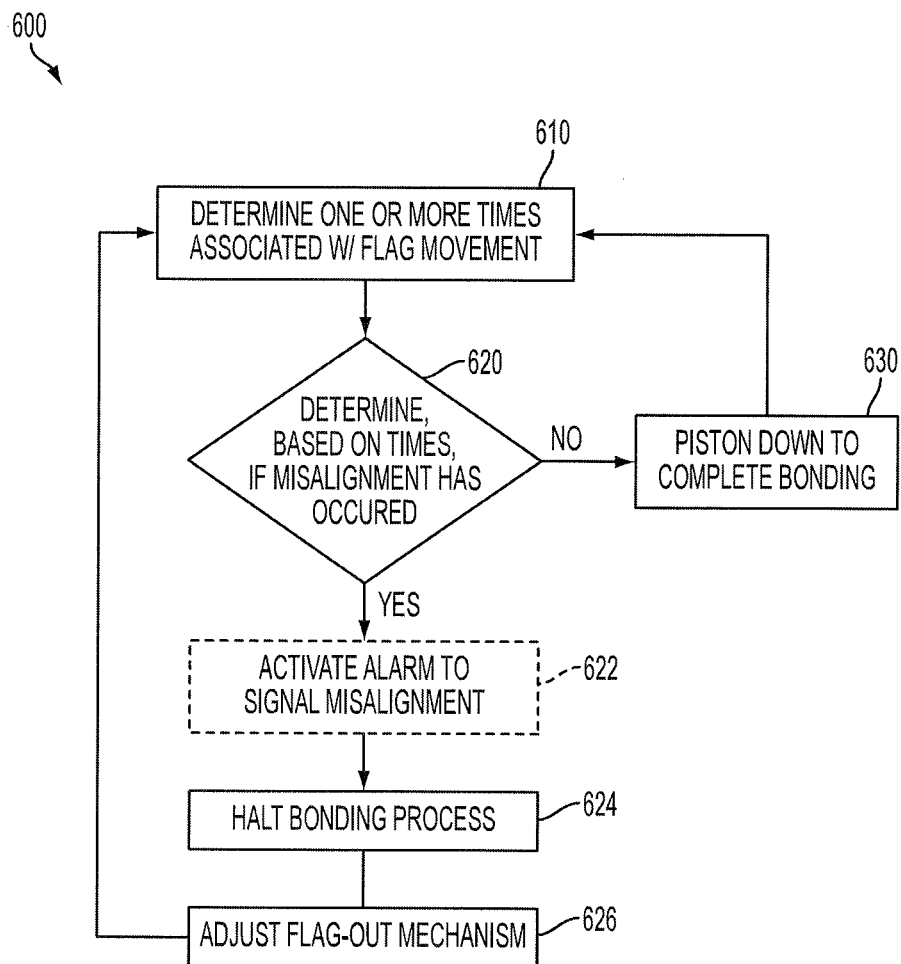 600
610
DETERMINE ONE OR MORE TIMES
ASSOCIATED W/ FLAG MOVEMENT
620
DETERMINE,
BASED ON TIMES,
IF MISALIGNMENT HAS
OCCURED
NO
630
PISTON DOWN TO
COMPLETE BONDING
YES
ACTIVATE ALARM TO
SIGNAL MISALIGNMENT
622
HALT BONDING PROCESS
624
ADJUST FLAG-OUT MECHANISM
626